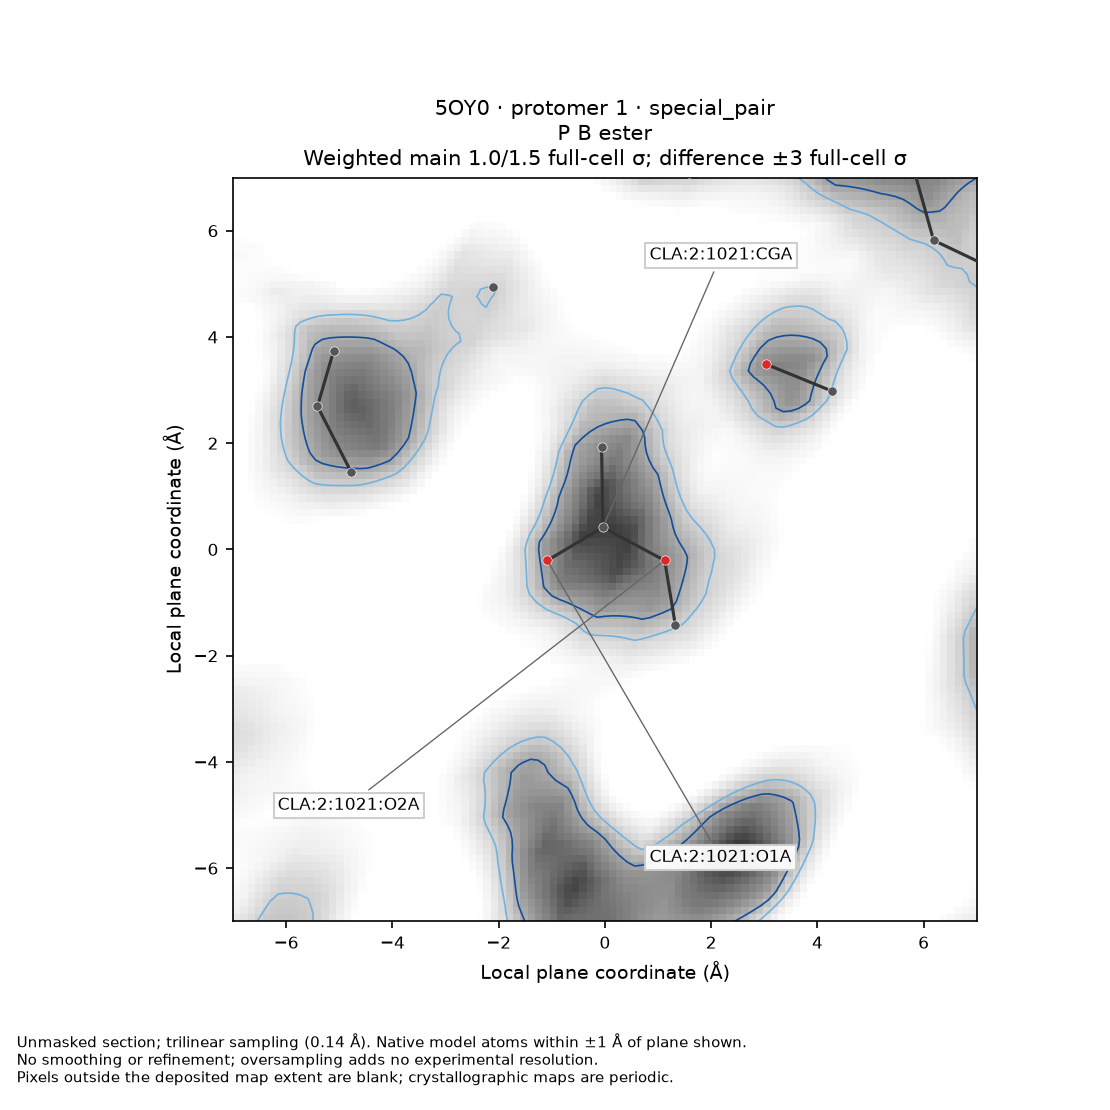 5OY0 · protomer 1 · special_pair
P B ester
Weighted main 1.0/1.5 full-cell σ; difference ±3 full-cell σ
Local plane coordinate (Å)
6
4
2
0
−2
−4
−6
CLA:2:1021:CGA
CLA:2:1021:O2A
CLA:2:1021:O1A
−6 −4 −2 0 2 4 6
Local plane coordinate (Å)
Unmasked section; trilinear sampling (0.14 Å). Native model atoms within ±1 Å of plane shown.
No smoothing or refinement; oversampling adds no experimental resolution.
Pixels outside the deposited map extent are blank; crystallographic maps are periodic.